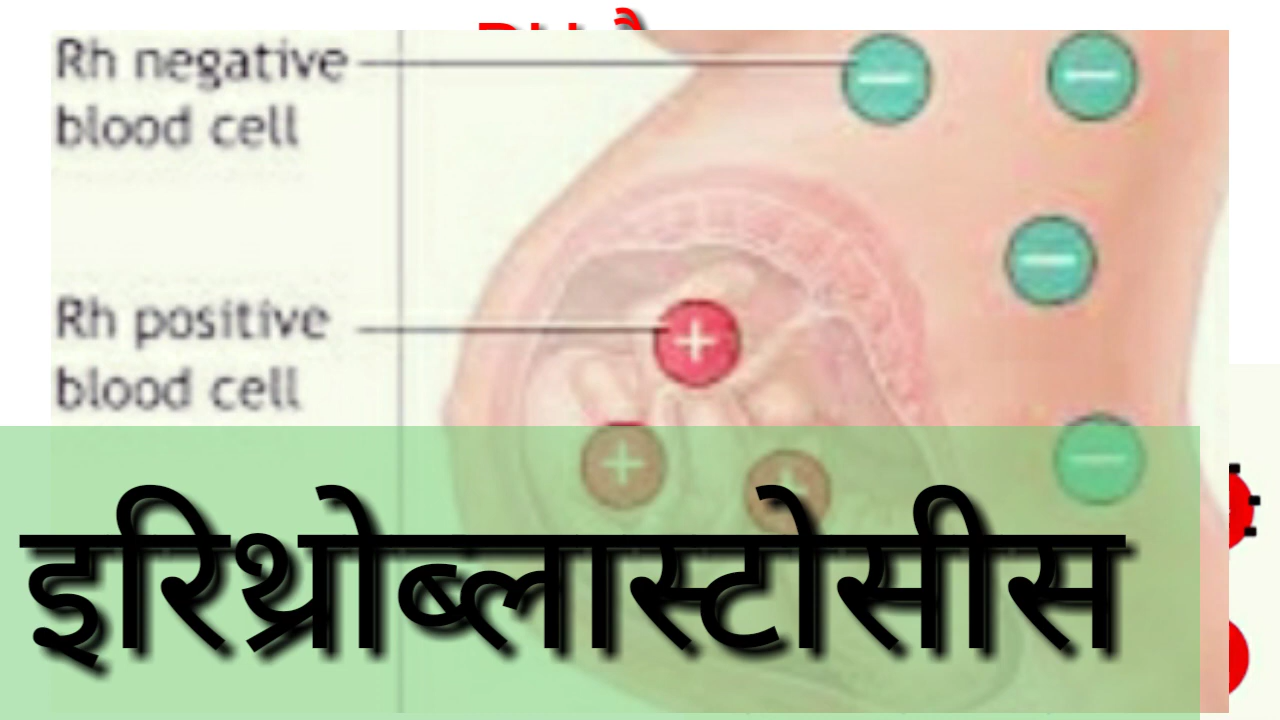 Rh negative
blood cell
Rh positive
blood cell
इरिथ्रोब्लास्टोसीस